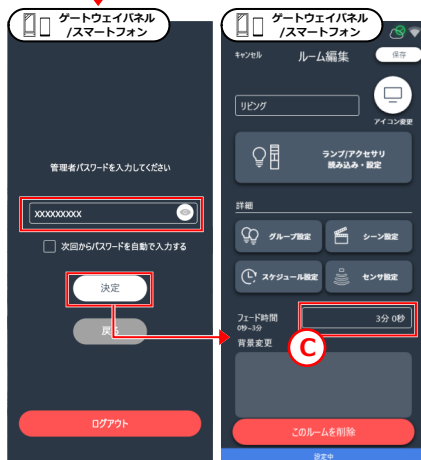 ゲートウェイパネル
/スマートフォン
管理者パスワードを入力してください
xxxxxxxxx
次回からパスワードを自動で入力する
決定
戻る
ログアウト
ゲートウェイパネル
/スマートフォン
キャンセル
ルーム編集
保存
リビング
アイコン変更
ランプ/アクセサリ
読み込み・設定
詳細
グループ設定
シーン設定
スケジュール設定
センサ設定
フェード時間
0秒~3分
3分 0秒
C
背景変更
このルームを削除
設定中